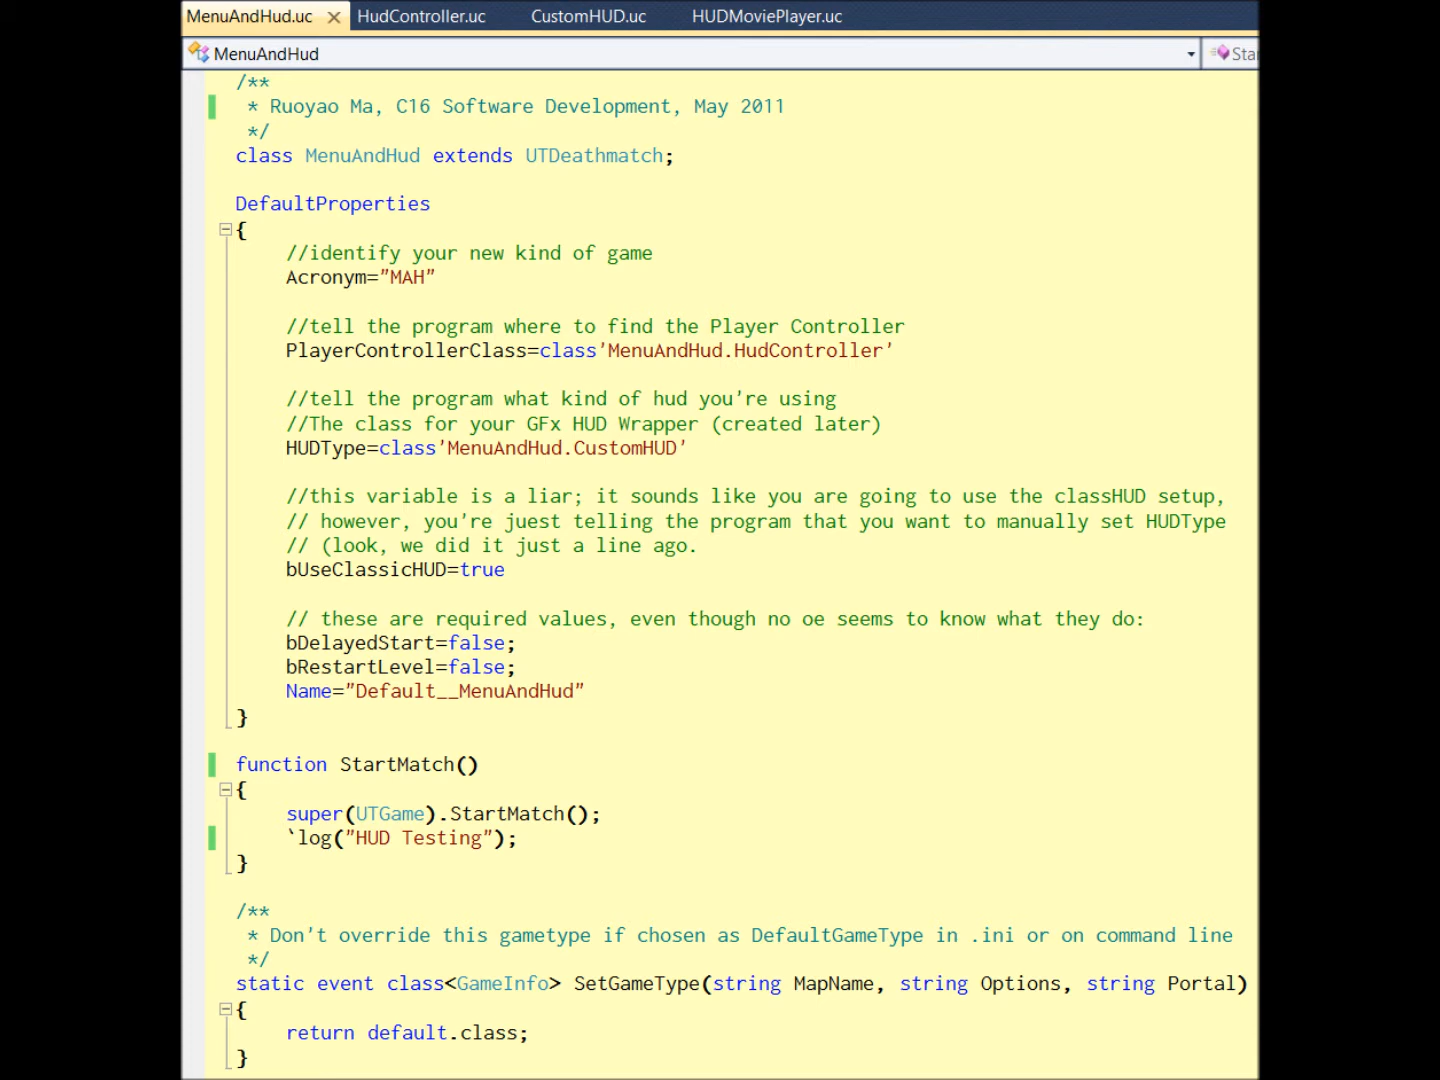 MenuAndHud.uc HudController.uc CustomHUD.uc HUDMoviePlayer.uc
MenuAndHud Sta
/**
* Ruoyao Ma, C16 Software Development, May 2011
*/
class MenuAndHud extends UTDeathmatch;
DefaultProperties
{
//identify your new kind of game
Acronym="MAH"
//tell the program where to find the Player Controller
PlayerControllerClass=class'MenuAndHud.HudController'
//tell the program what kind of hud you're using
//The class for your GFx HUD Wrapper (created later)
HUDType=class'MenuAndHud.CustomHUD'
//this variable is a liar; it sounds like you are going to use the classHUD setup,
// however, you're juest telling the program that you want to manually set HUDType
// (look, we did it just a line ago.
bUseClassicHUD=true
// these are required values, even though no oe seems to know what they do:
bDelayedStart=false;
bRestartLevel=false;
Name="Default__MenuAndHud"
}
function StartMatch()
{
super(UTGame).StartMatch();
`log("HUD Testing");
}
/**
* Don't override this gametype if chosen as DefaultGameType in .ini or on command line
*/
static event class<GameInfo> SetGameType(string MapName, string Options, string Portal)
{
return default.class;
}